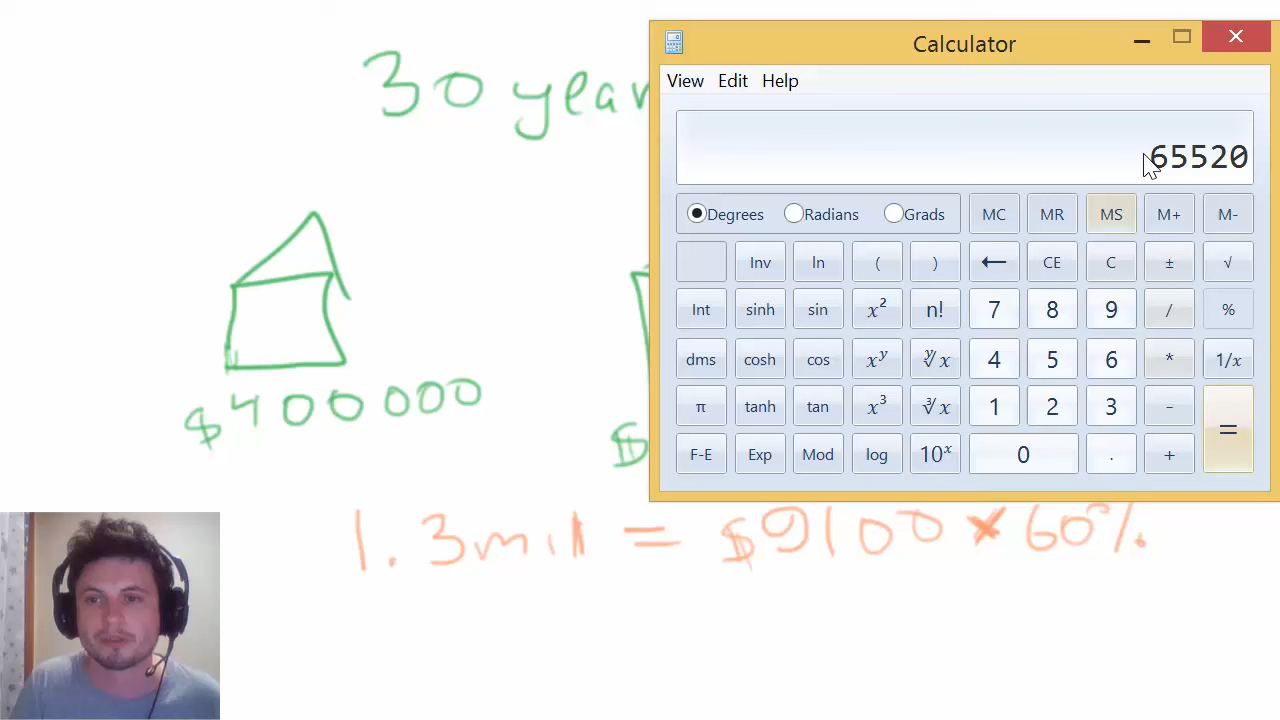 30 year
Calculator
View Edit Help
65520
Degrees Radians Grads MC MR MS M+ M-
Inv ln ( ) ← CE C ± √
Int sinh sin x² n! 7 8 9 / %
dms cosh cos xʸ ʸ√x 4 5 6 * 1/x
π tanh tan x³ ³√x 1 2 3 - =
F-E Exp Mod log 10ˣ 0 . +
$400000
$
1.3mill = $9100 × 60%